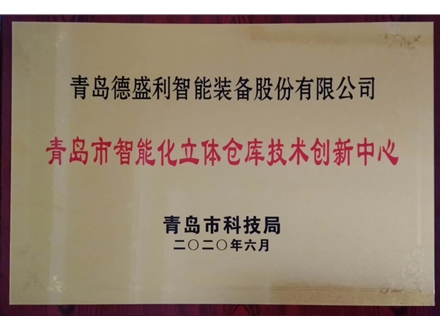 青岛德盛利智能装备股份有限公司
青岛市智能化立体仓库技术创新中心
青岛市科技局
二〇二〇年六月